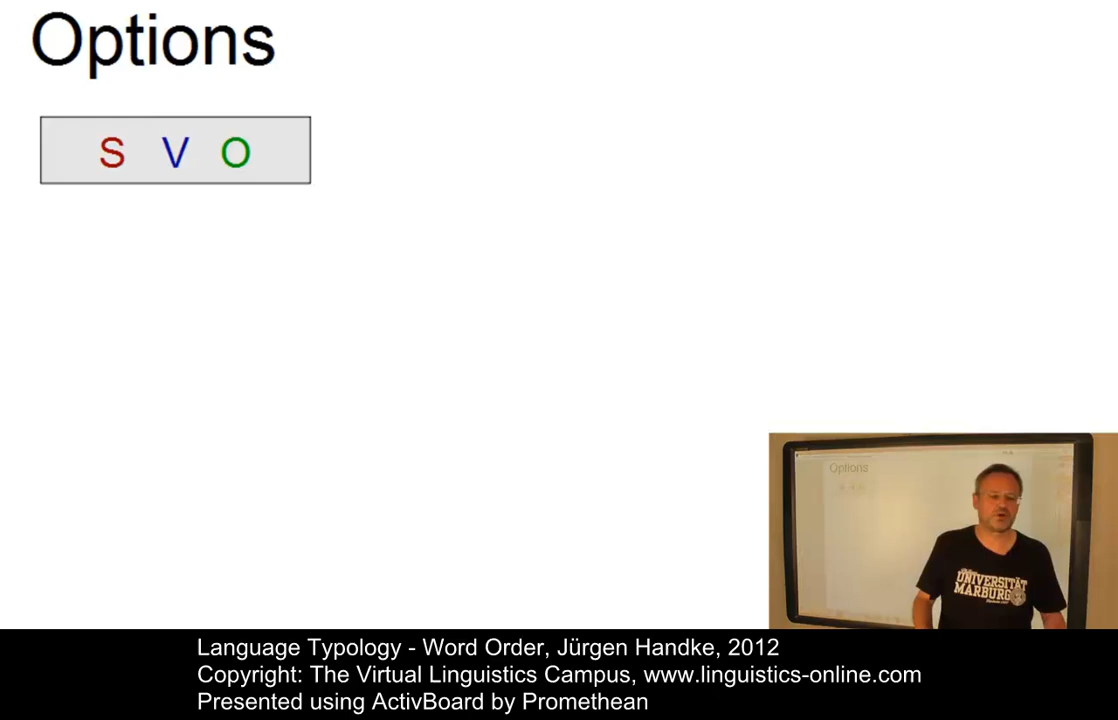 Options
S V O
Options
UNIVERSITÄT
MARBURG
Language Typology - Word Order, Jürgen Handke, 2012
Copyright: The Virtual Linguistics Campus, www.linguistics-online.com
Presented using ActivBoard by Promethean